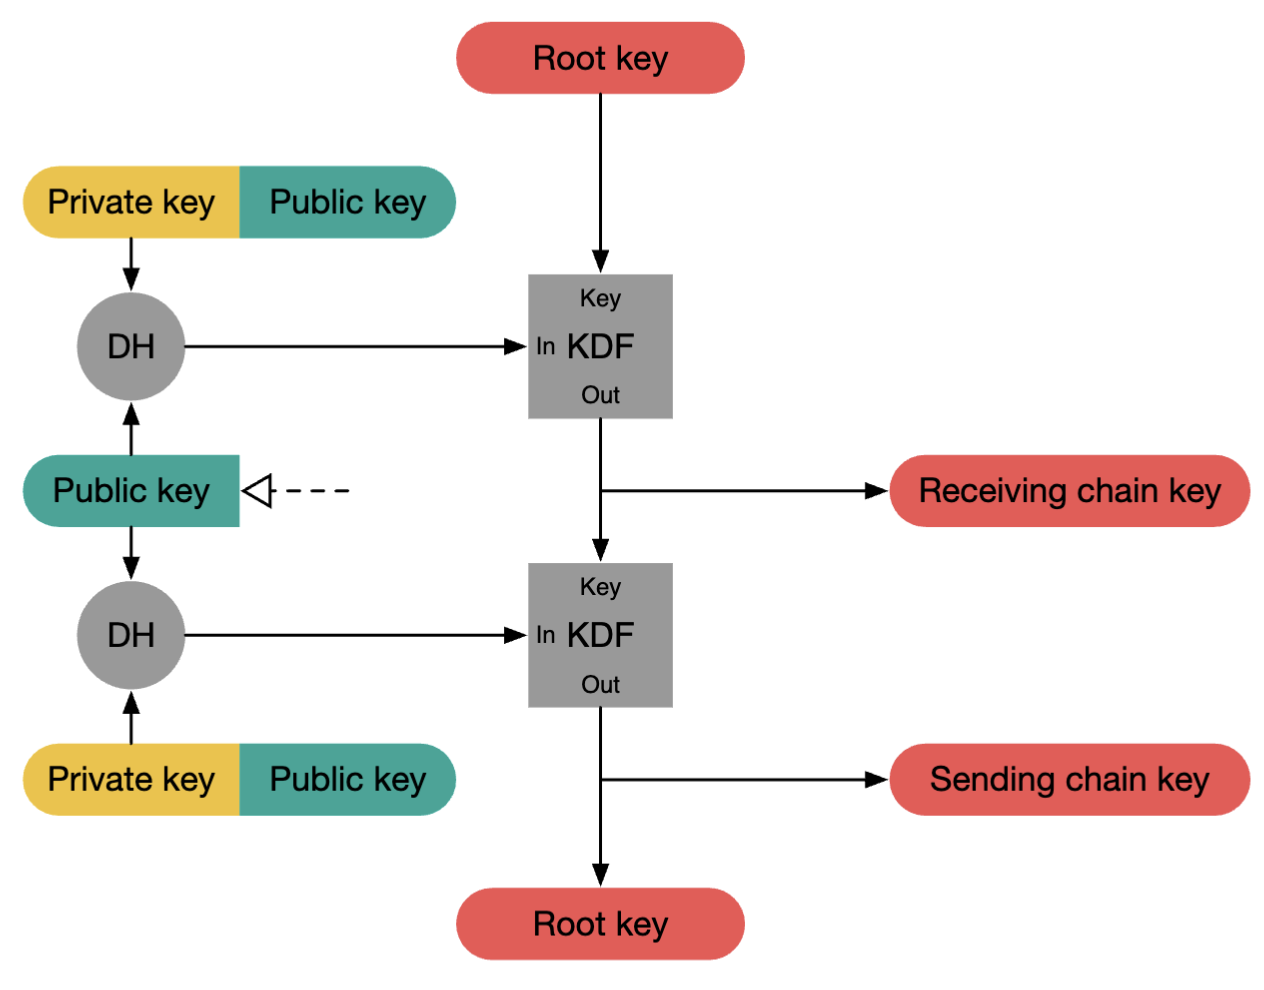 Root key
Private key Public key
Key
DH
In KDF
Out
Public key
Receiving chain key
Key
DH
In KDF
Out
Private key Public key
Sending chain key
Root key